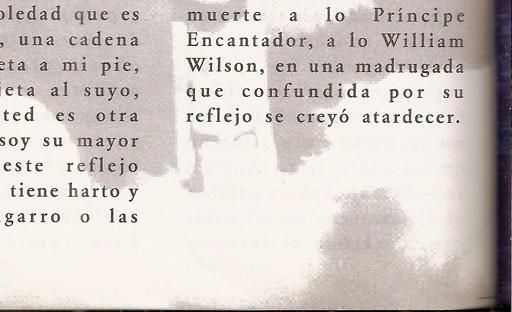 oledad que es
, una cadena
eta a mi pie,
jeta al suyo,
ted es otra
soy su mayor
este reflejo
tiene harto y
garro o las
muerte a lo Príncipe
Encantador, a lo William
Wilson, en una madrugada
que confundida por su
reflejo se creyó atardecer.